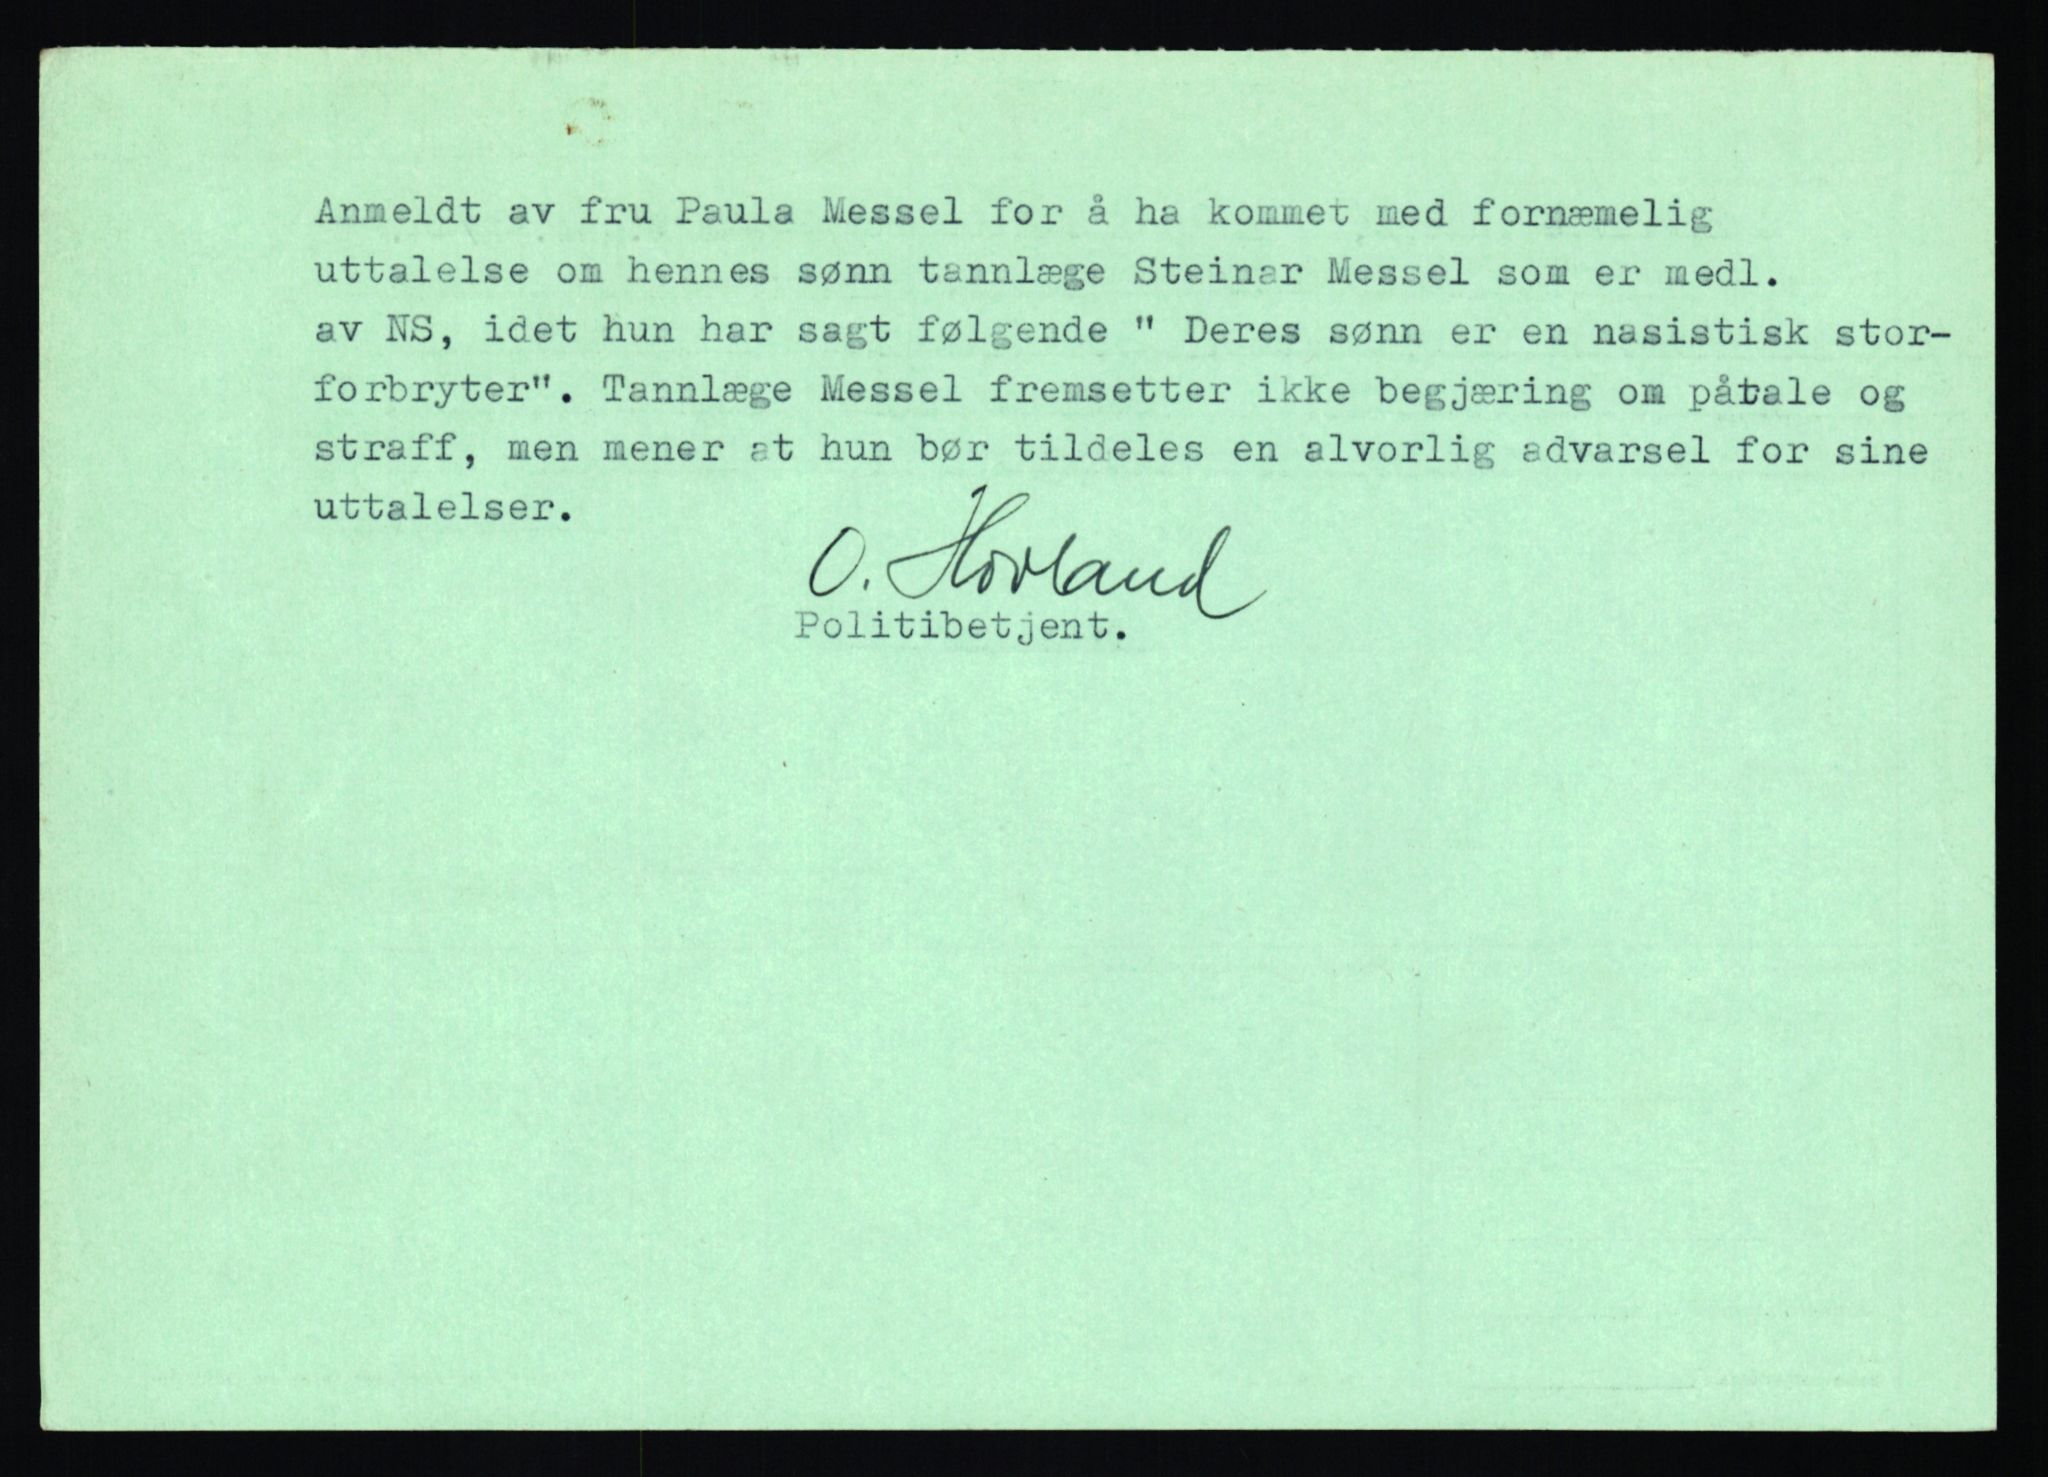 Anmeldt av fru Paula Messel for å ha kommet med fornæmelig
uttalelse om hennes sønn tannlæge Steinar Messel som er medl.
av NS, idet hun har sagt følgende " Deres sønn er en nasistisk stor-
forbryter". Tannlæge Messel fremsetter ikke begjæring om påtale og
straff, men mener at hun bør tildeles en alvorlig advarsel for sine
uttalelser.
O. Hovland
Politibetjent.